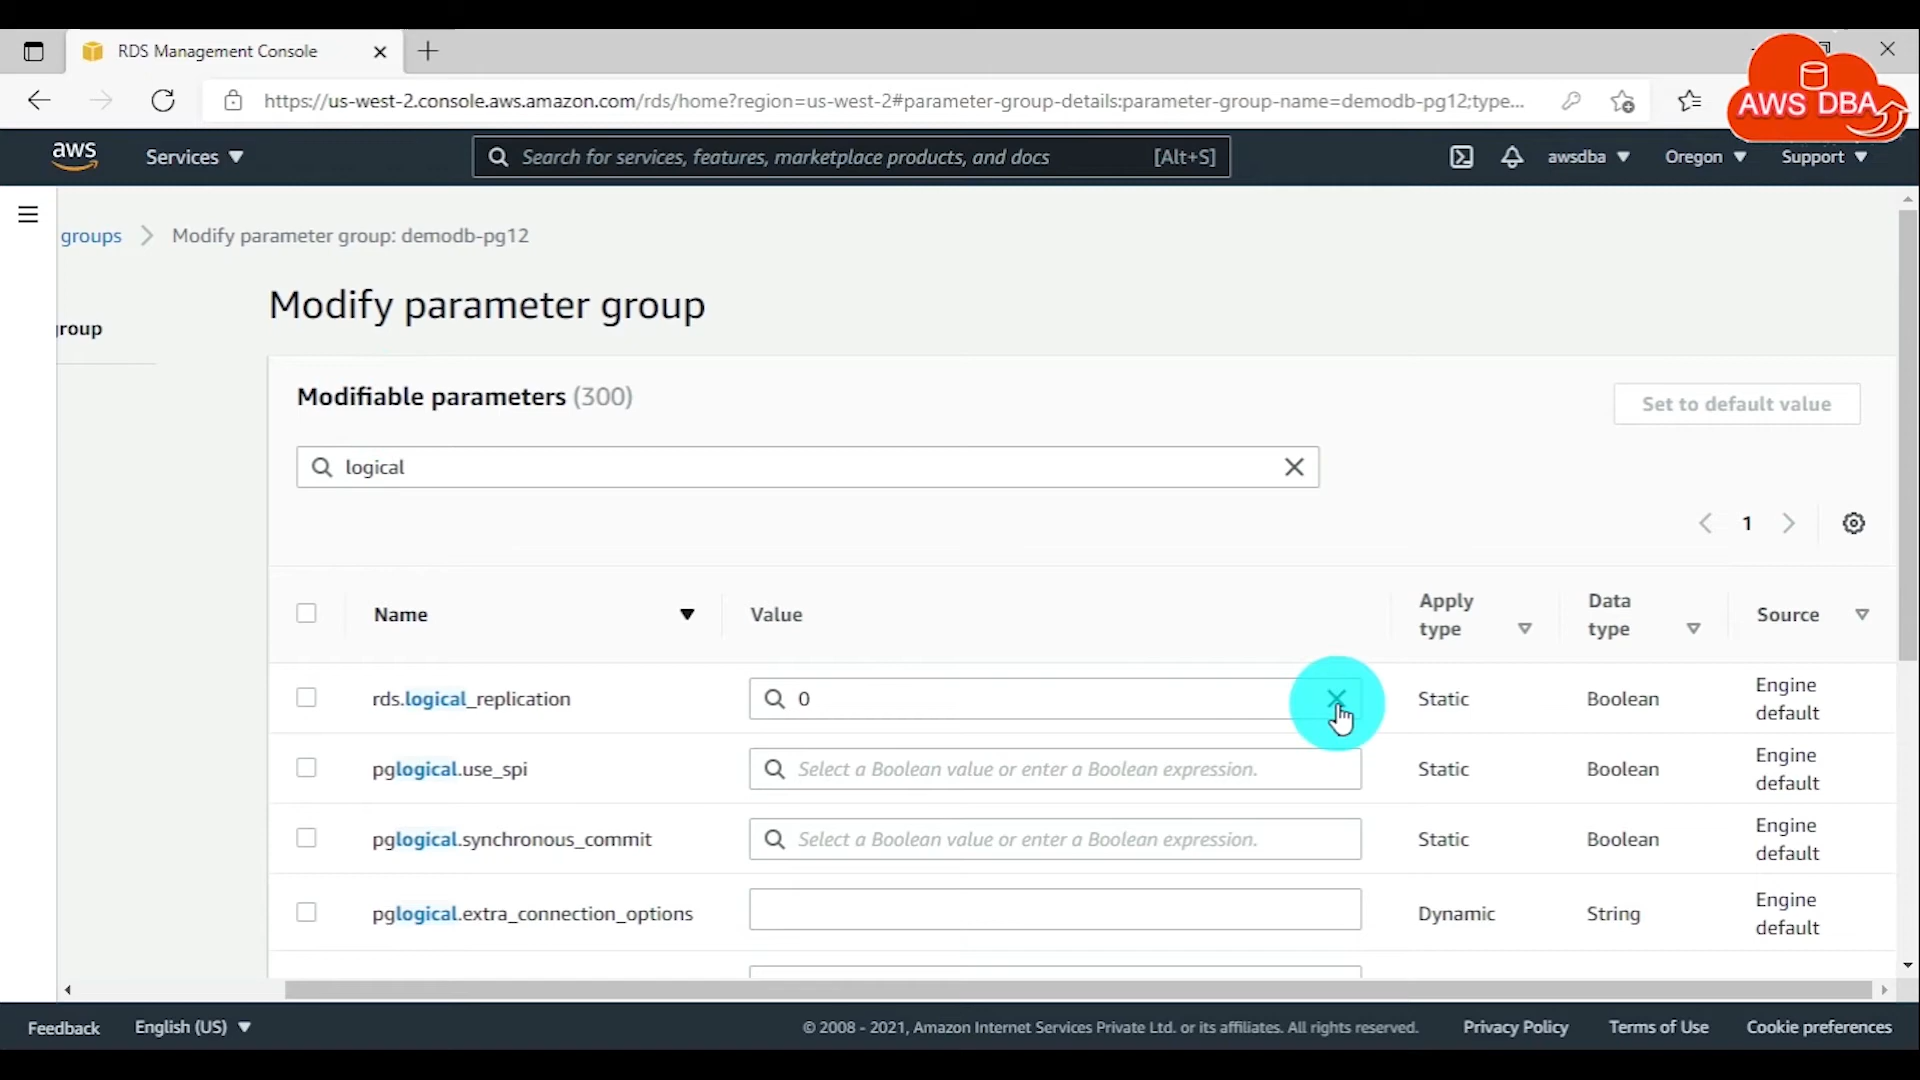 RDS Management Console
https://us-west-2.console.aws.amazon.com/rds/home?region=us-west-2#parameter-group-details:parameter-group-name=demodb-pg12;type...
AWS DBA
aws
Services
Search for services, features, marketplace products, and docs
[Alt+S]
awsdba
Oregon
Support
groups
Modify parameter group: demodb-pg12
group
Modify parameter group
Modifiable parameters (300)
Set to default value
logical
1
Name
Value
Apply type
Data type
Source
rds.logical_replication
0
Static
Boolean
Engine default
pglogical.use_spi
Select a Boolean value or enter a Boolean expression.
Static
Boolean
Engine default
pglogical.synchronous_commit
Select a Boolean value or enter a Boolean expression.
Static
Boolean
Engine default
pglogical.extra_connection_options
Dynamic
String
Engine default
Feedback
English (US)
© 2008 - 2021, Amazon Internet Services Private Ltd. or its affiliates. All rights reserved.
Privacy Policy
Terms of Use
Cookie preferences